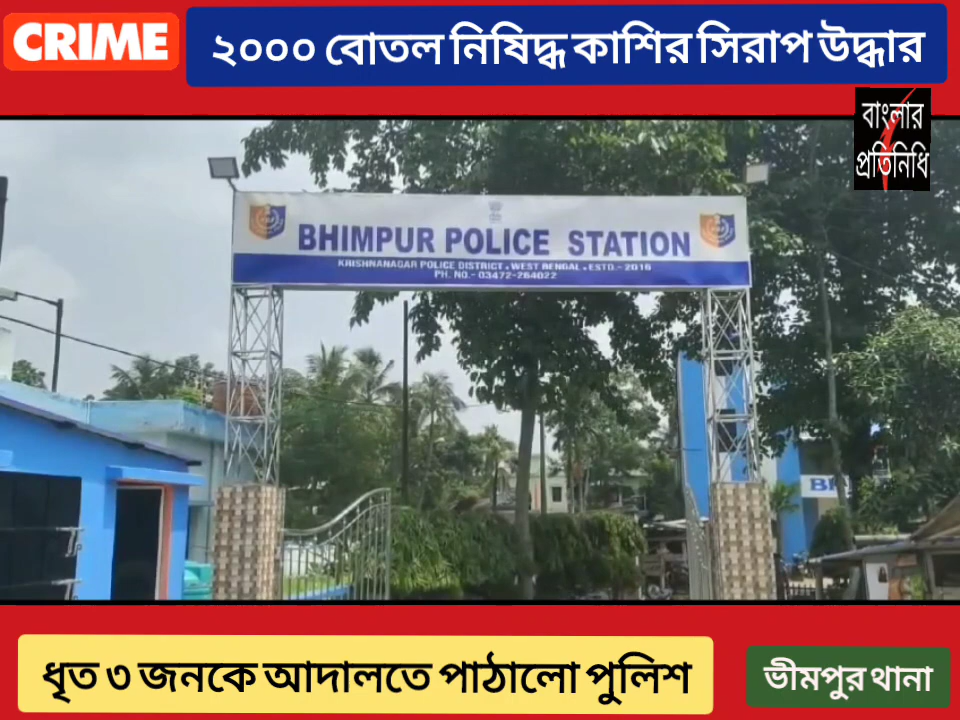 CRIME
২০০০ বোতল নিষিদ্ধ কাশির সিরাপ উদ্ধার
বাংলার
প্রতিনিধি
BHIMPUR POLICE STATION
KRISHNANAGAR POLICE DISTRICT, WEST BENGAL, ESTD.- 2016
PH. NO.- 03472-264022
ধৃত ৩ জনকে আদালতে পাঠালো পুলিশ
ভীমপুর থানা